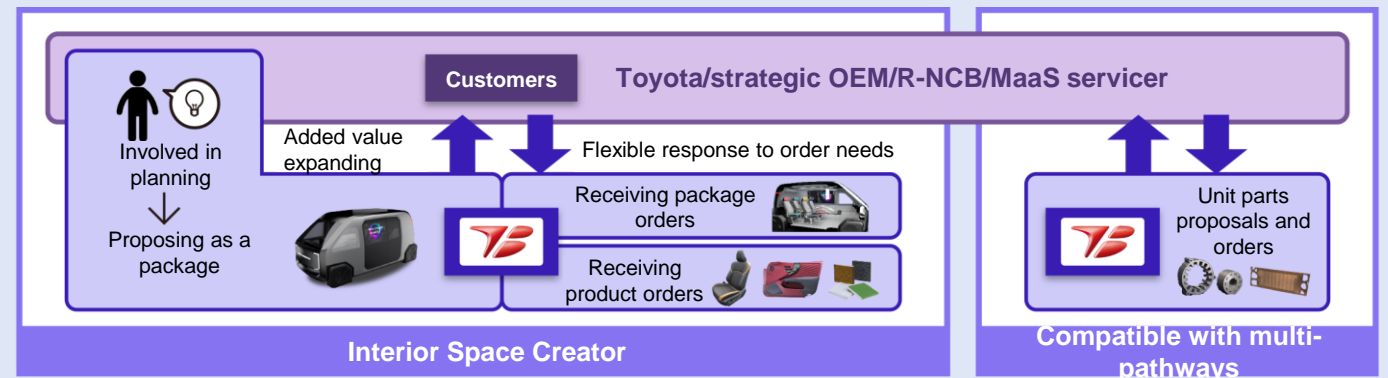 Customers
Toyota/strategic OEM/R-NCB/MaaS servicer
Involved in
planning
Proposing as a
package
Added value
expanding
Flexible response to order needs
Receiving package
orders
TB
Receiving
product orders
Interior Space Creator
Unit parts
proposals and
orders
TB
Compatible with multi-
pathways